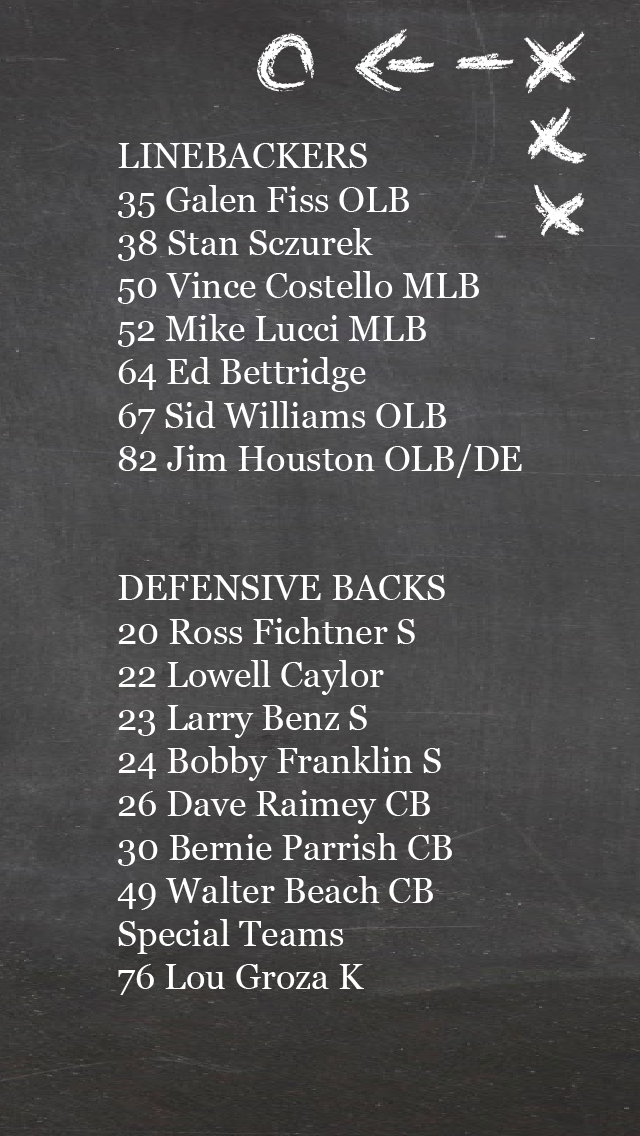 LINEBACKERS
35 Galen Fiss OLB
38 Stan Sczurek
50 Vince Costello MLB
52 Mike Lucci MLB
64 Ed Bettridge
67 Sid Williams OLB
82 Jim Houston OLB/DE
DEFENSIVE BACKS
20 Ross Fichtner S
22 Lowell Caylor
23 Larry Benz S
24 Bobby Franklin S
26 Dave Raimey CB
30 Bernie Parrish CB
49 Walter Beach CB
Special Teams
76 Lou Groza K